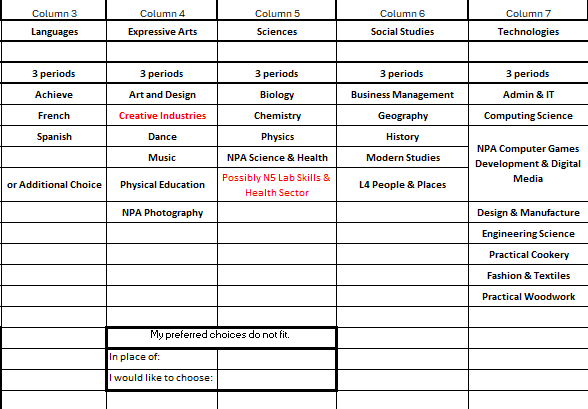 Column 3 Column 4 Column 5 Column 6 Column 7
Languages Expressive Arts Sciences Social Studies Technologies
3 periods 3 periods 3 periods 3 periods 3 periods
Achieve Art and Design Biology Business Management Admin & IT
French Creative Industries Chemistry Geography Computing Science
Spanish Dance Physics History
NPA Computer Games
Development & Digital
Media
Music NPA Science & Health Modern Studies
or Additional Choice Physical Education Possibly N5 Lab Skills &
Health Sector
L4 People & Places
NPA Photography Design & Manufacture
Engineering Science
Practical Cookery
Fashion & Textiles
Practical Woodwork
My preferred choices do not fit.
In place of:
I would like to choose: